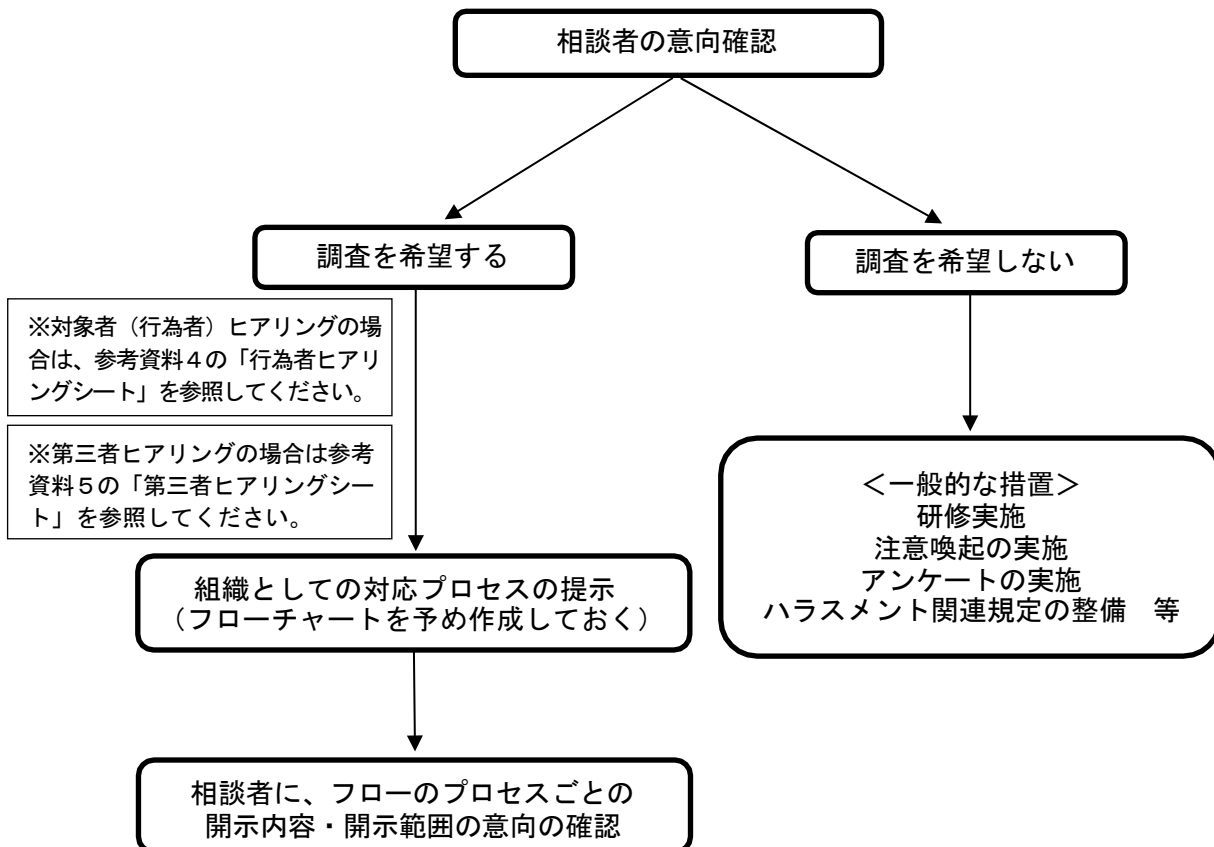 相談者の意向確認
調査を希望する
調査を希望しない
※対象者（行為者）ヒアリングの場
合は、参考資料４の「行為者ヒアリ
ングシート」を参照してください。
※第三者ヒアリングの場合は参考
資料５の「第三者ヒアリングシー
ト」を参照してください。
＜一般的な措置＞
研修実施
注意喚起の実施
アンケートの実施
ハラスメント関連規定の整備　等
組織としての対応プロセスの提示
（フローチャートを予め作成しておく）
相談者に、フローのプロセスごとの
開示内容・開示範囲の意向の確認